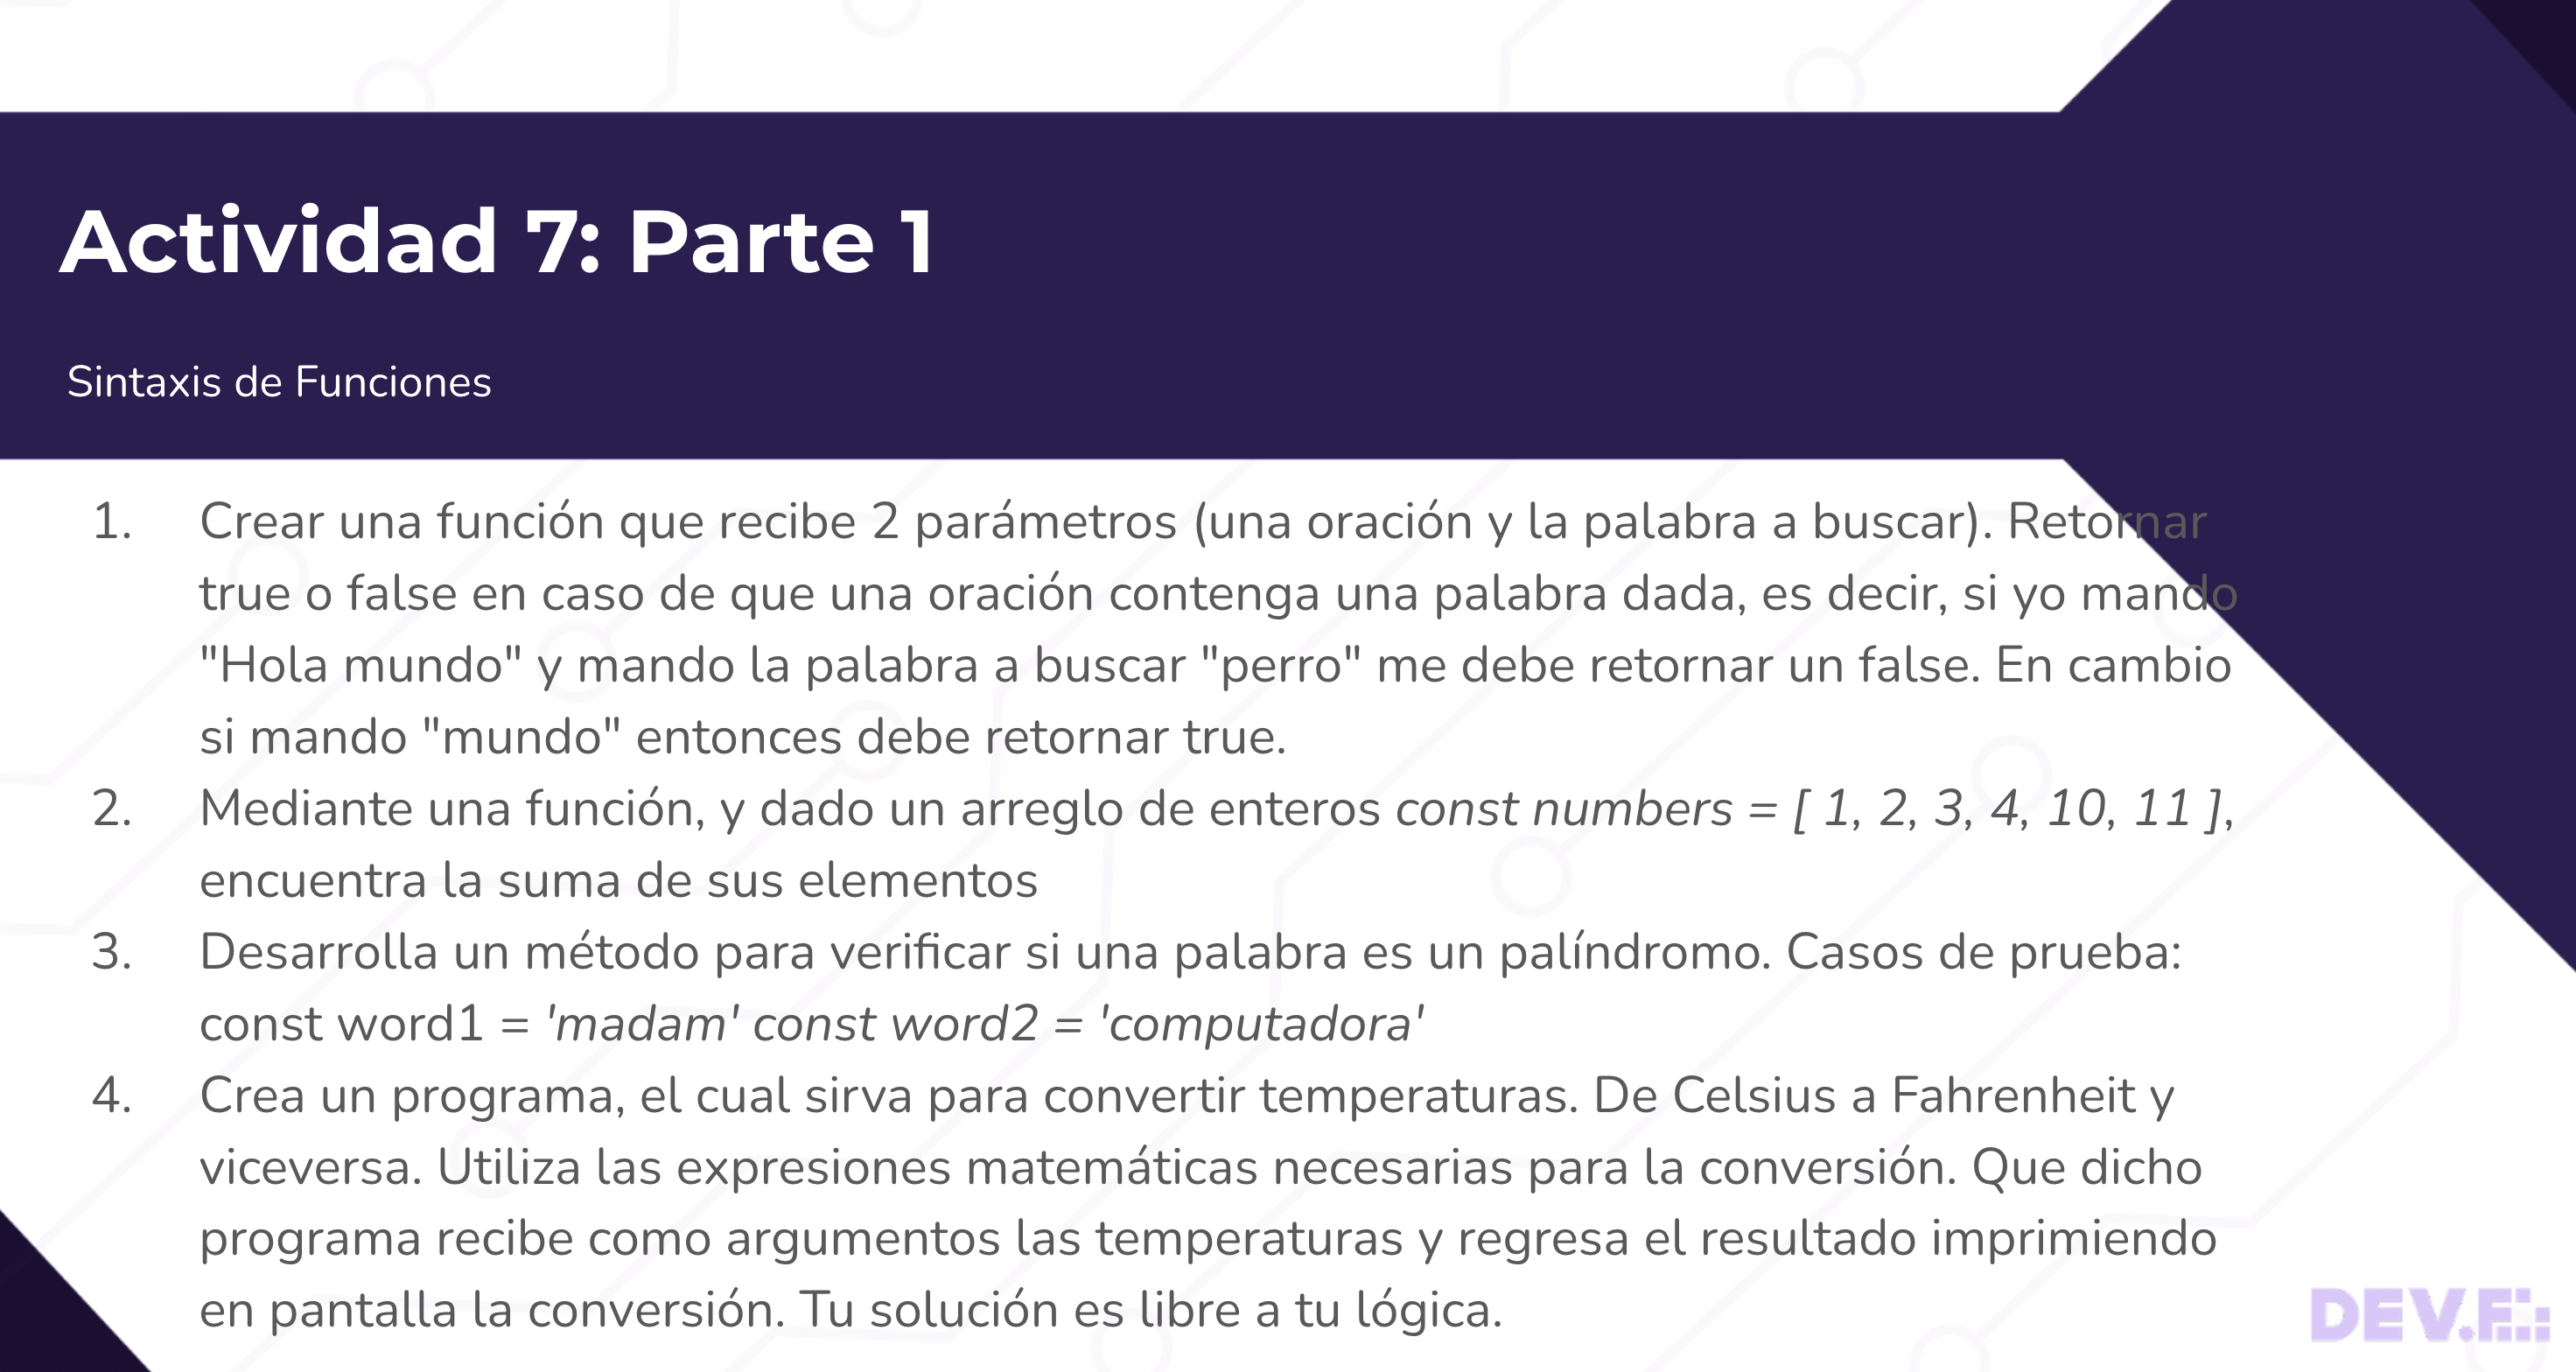 Actividad 7: Parte 1
Sintaxis de Funciones
1. Crear una función que recibe 2 parámetros (una oración y la palabra a buscar). Retornar
true o false en caso de que una oración contenga una palabra dada, es decir, si yo mando
"Hola mundo" y mando la palabra a buscar "perro" me debe retornar un false. En cambio
si mando "mundo" entonces debe retornar true.
2. Mediante una función, y dado un arreglo de enteros const numbers = [ 1, 2, 3, 4, 10, 11 ],
encuentra la suma de sus elementos
3. Desarrolla un método para verificar si una palabra es un palíndromo. Casos de prueba:
const word1 = 'madam' const word2 = 'computadora'
4. Crea un programa, el cual sirva para convertir temperaturas. De Celsius a Fahrenheit y
viceversa. Utiliza las expresiones matemáticas necesarias para la conversión. Que dicho
programa recibe como argumentos las temperaturas y regresa el resultado imprimiendo
en pantalla la conversión. Tu solución es libre a tu lógica.
DEV.F.: